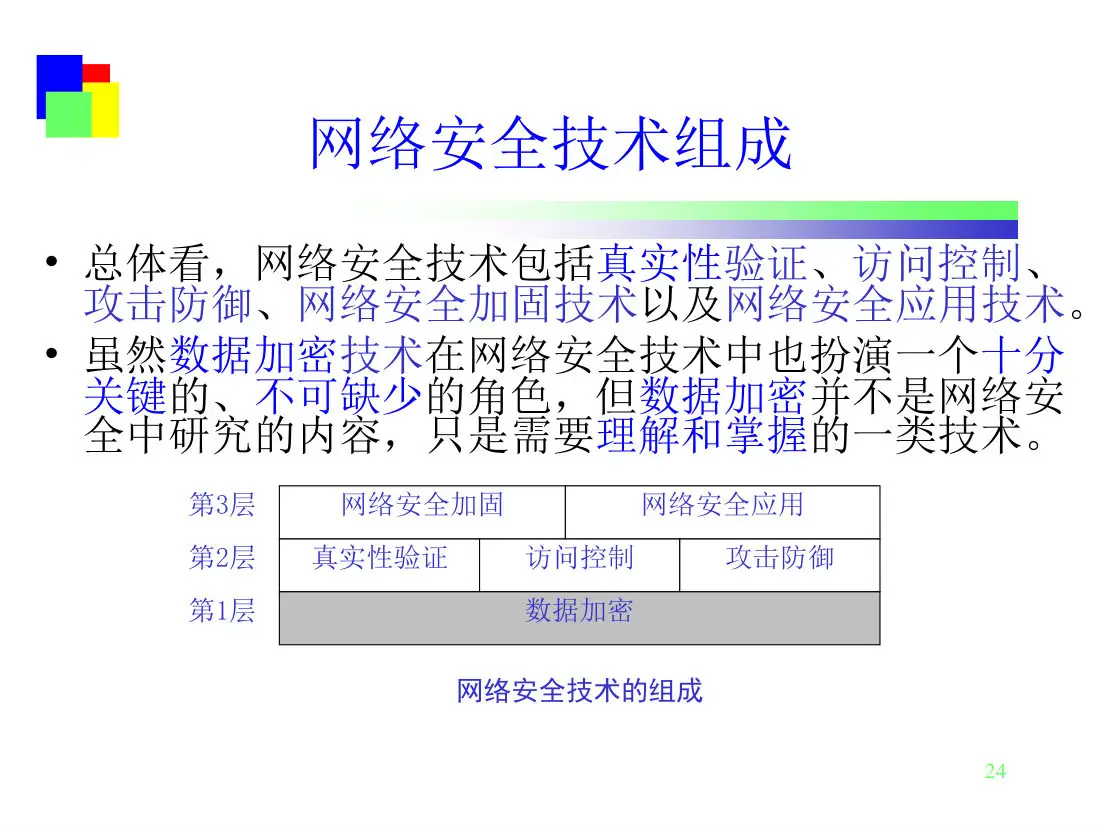 网络安全技术组成
• 总体看，网络安全技术包括真实性验证、访问控制、
攻击防御、网络安全加固技术以及网络安全应用技术。
• 虽然数据加密技术在网络安全技术中也扮演一个十分
关键的、不可缺少的角色，但数据加密并不是网络安
全中研究的内容，只是需要理解和掌握的一类技术。
第3层 网络安全加固 网络安全应用
第2层 真实性验证 访问控制 攻击防御
第1层 数据加密
网络安全技术的组成
24